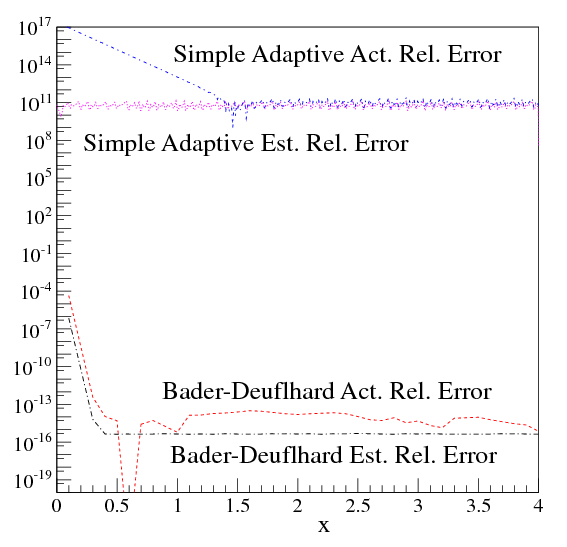 10^17
Simple Adaptive Act. Rel. Error
10^14
10^11
10^8
Simple Adaptive Est. Rel. Error
10^5
10^2
10^-1
10^-4
10^-7
10^-10
Bader-Deuflhard Act. Rel. Error
10^-13
10^-16
Bader-Deuflhard Est. Rel. Error
10^-19
0 0.5 1 1.5 2 2.5 3 3.5 4
x